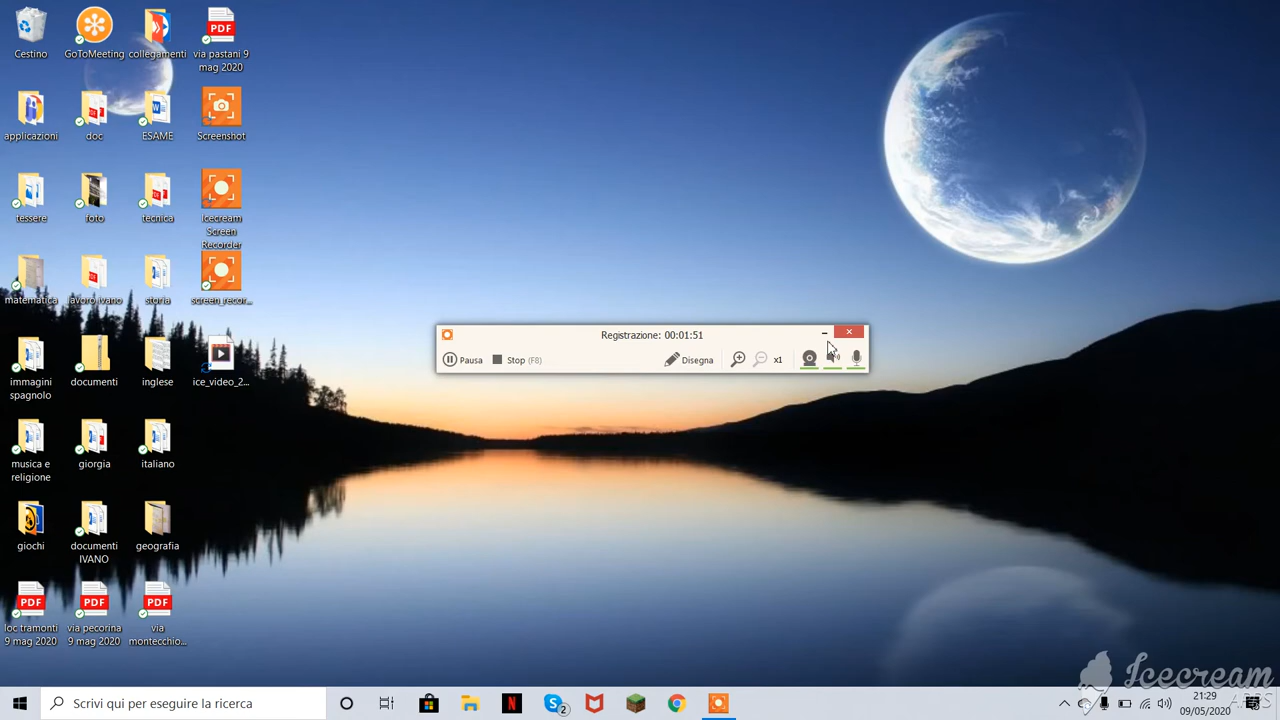 Cestino
GoToMeeting
collegamenti
via pastani 9
mag 2020
applicazioni
doc
ESAME
Screenshot
tessere
foto
tecnica
Icecream
Screen
Recorder
matematica
lavoro ivano
storia
screen_recor...
immagini
spagnolo
documenti
inglese
ice_video_2...
musica e
religione
giorgia
italiano
giochi
documenti
IVANO
geografia
loc tramonti
9 mag 2020
via pecorina
9 mag 2020
via
montecchio...
Registrazione: 00:01:51
Pausa
Stop (F8)
Disegna
x1
Scrivi qui per eseguire la ricerca
2
21:29
09/05/2020
Icecream
APPS